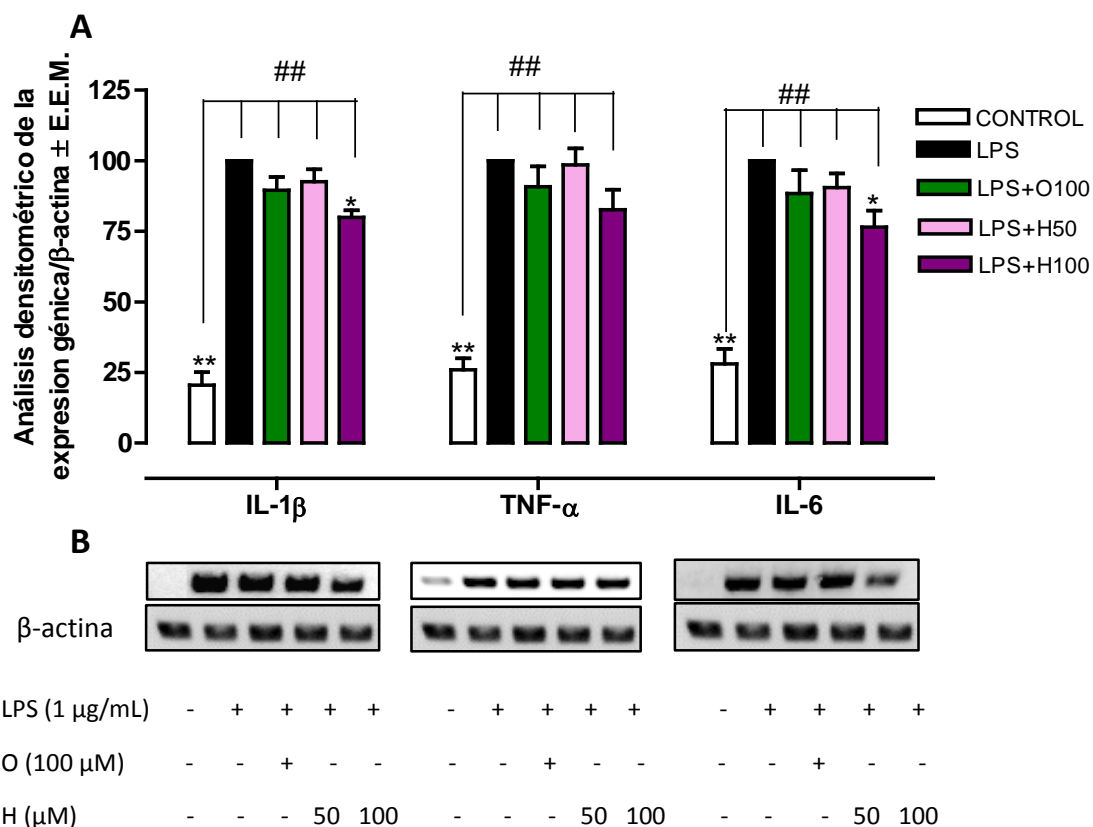 A
Análisis densitométrico de la
expresión génica/β-actina ± E.E.M.
125
100
75
50
25
0
##
##
##
**
*
**
**
*
IL-1β
TNF-α
IL-6
CONTROL
LPS
LPS+O100
LPS+H50
LPS+H100
B
β-actina
LPS (1 µg/mL) - + + + + - + + + + - + + + +
O (100 µM) - - + - - - - + - - - - + - -
H (µM) - - - 50 100 - - - 50 100 - - - 50 100